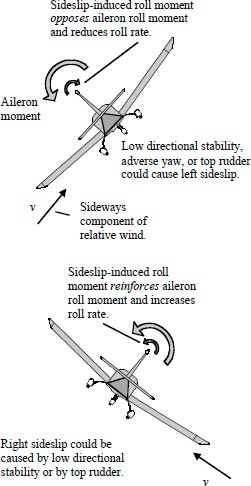 Sideslip-induced roll moment
opposes aileron roll moment
and reduces roll rate.
Aileron
moment
Low directional stability,
adverse yaw, or top rudder
could cause left sideslip.
v
Sideways
component of
relative wind.
Sideslip-induced roll
moment reinforces aileron
roll moment and increases
roll rate.
Right sideslip could be
caused by low directional
stability or by top rudder.
v